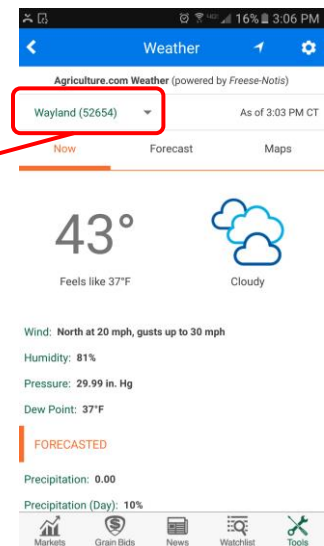 16% 3:06 PM
Weather
Agriculture.com Weather (powered by Freese-Notis)
Wayland (52654) As of 3:03 PM CT
Now Forecast Maps
43°
Feels like 37°F Cloudy
Wind: North at 20 mph, gusts up to 30 mph
Humidity: 81%
Pressure: 29.99 in. Hg
Dew Point: 37°F
FORECASTED
Precipitation: 0.00
Precipitation (Day): 10%
Markets Grain Bids News Watchlist Tools